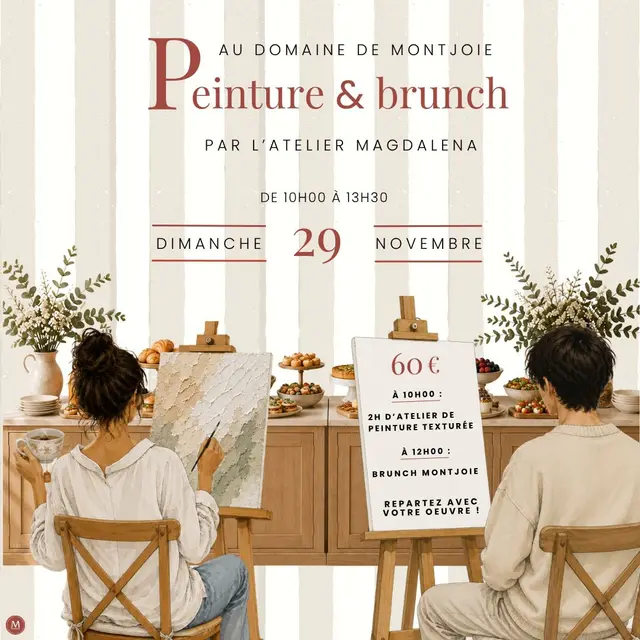 AU DOMAINE DE MONTJOIE
Peinture & brunch
PAR L'ATELIER MAGDALENA
DE 10H00 À 13H30
DIMANCHE 29 NOVEMBRE
60 €
À 10H00 :
2H D'ATELIER DE
PEINTURE TEXTURÉE
À 12H00 :
BRUNCH MONTJOIE
REPARTEZ AVEC
VOTRE OEUVRE !
M